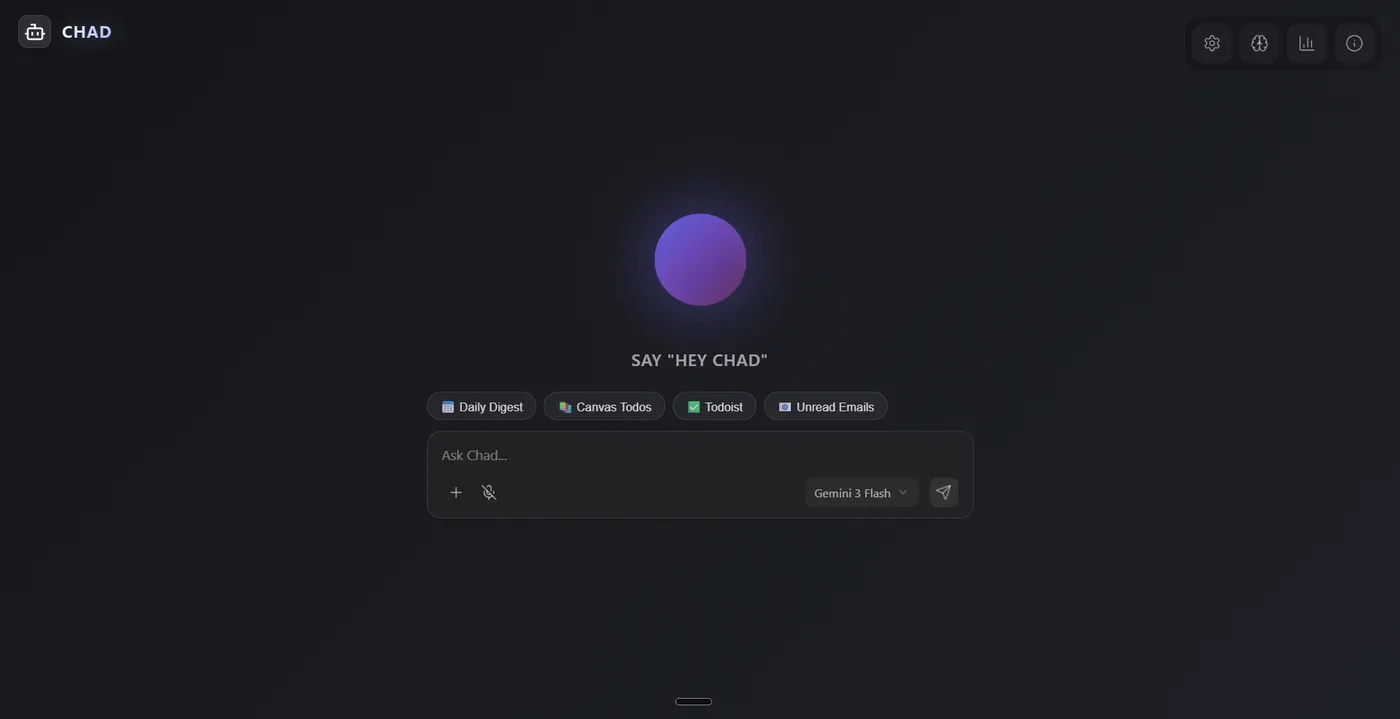 CHAD
SAY "HEY CHAD"
Daily Digest
Canvas Todos
Todoist
Unread Emails
Ask Chad...
Gemini 3 Flash